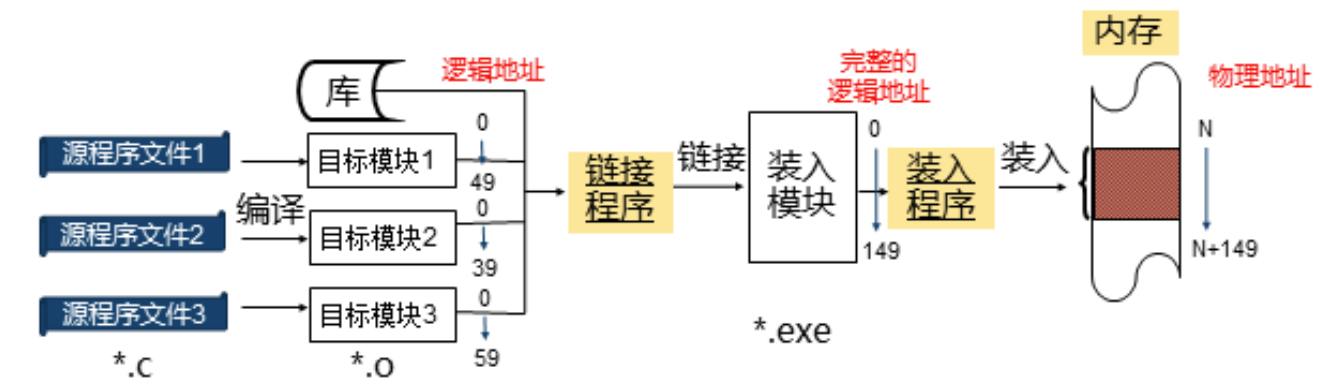 内存
逻辑地址
完整的
逻辑地址
物理地址
库
源程序文件1
目标模块1
0
49
链接
程序
链接
装入
模块
0
149
装入
程序
装入
N
N+149
编译
源程序文件2
目标模块2
0
39
源程序文件3
目标模块3
0
59
*.c
*.o
*.exe